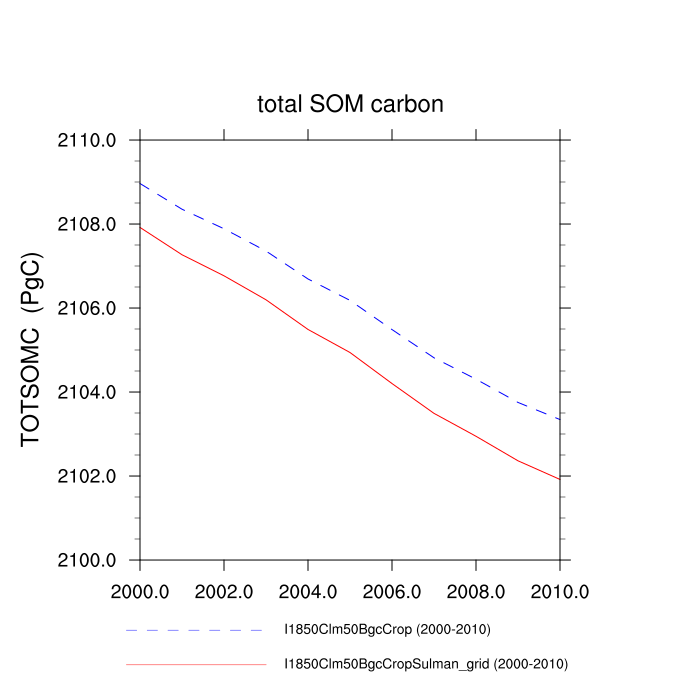 total SOM carbon
2110.0
2108.0
2106.0
2104.0
2102.0
2100.0
TOTSOMC (PgC)
2000.0 2002.0 2004.0 2006.0 2008.0 2010.0
I1850Clm50BgcCrop (2000-2010)
I1850Clm50BgcCropSulman_grid (2000-2010)